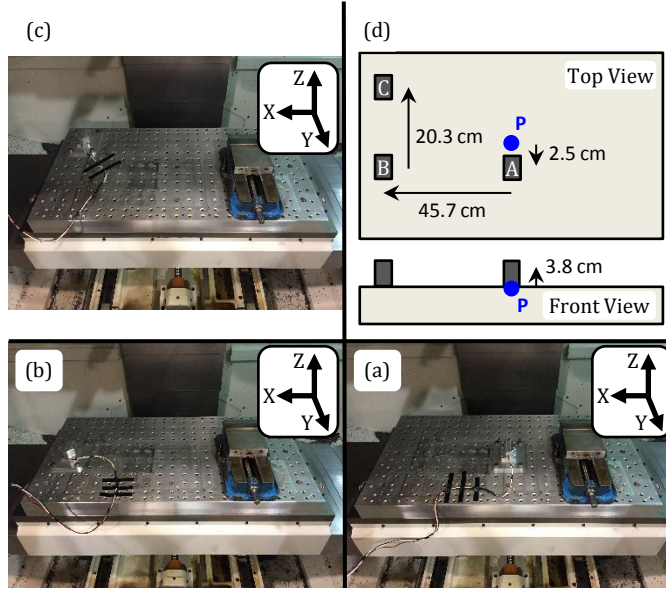 (c)
Z
X
Y
(d)
Top View
C
P
20.3 cm
2.5 cm
B
A
45.7 cm
3.8 cm
P
Front View
(b)
Z
X
Y
(a)
Z
X
Y